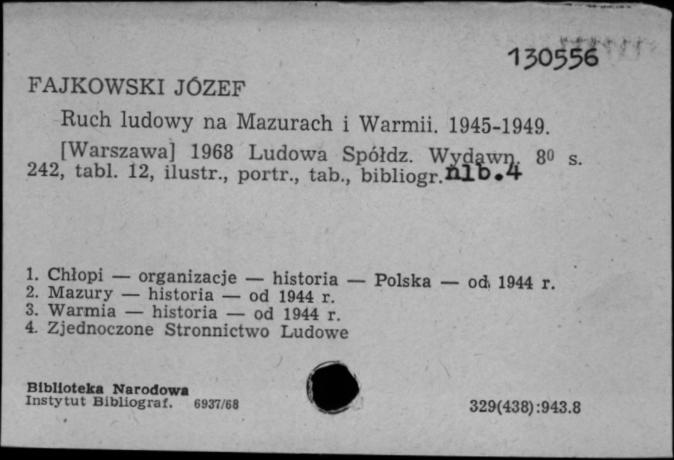 130556
FAJKOWSKI JÓZEF
Ruch ludowy na Mazurach i Warmii. 1945-1949.
[Warszawa] 1968 Ludowa Spółdz. Wydawn. 8⁰ s.
242, tabl. 12, ilustr., portr., tab., bibliogr. nlb.4
1. Chłopi — organizacje — historia — Polska — od 1944 r.
2. Mazury — historia — od 1944 r.
3. Warmia — historia — od 1944 r.
4. Zjednoczone Stronnictwo Ludowe
Biblioteka Narodowa
Instytut Bibliograf. 6937/68
329(438):943.8